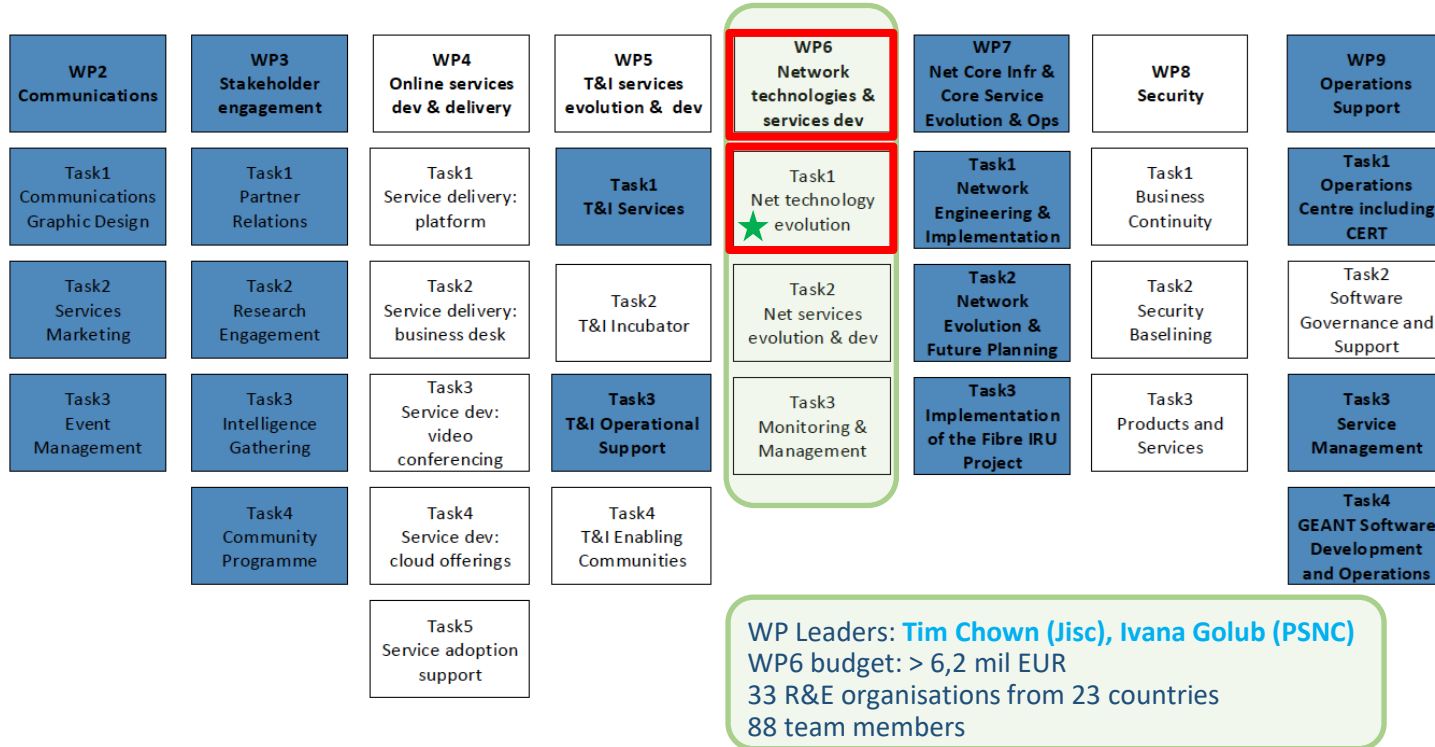 WP2
Communications
Task1
Communications
Graphic Design
Task2
Services
Marketing
Task3
Event
Management
WP3
Stakeholder
engagement
Task1
Partner
Relations
Task2
Research
Engagement
Task3
Intelligence
Gathering
Task4
Community
Programme
WP4
Online services
dev & delivery
Task1
Service delivery:
platform
Task2
Service delivery:
business desk
Task3
Service dev:
video
conferencing
Task4
Service dev:
cloud offerings
Task5
Service adoption
support
WP5
T&I services
evolution & dev
Task1
T&I Services
Task2
T&I Incubator
Task3
T&I Operational
Support
Task4
T&I Enabling
Communities
WP6
Network
technologies &
services dev
Task1
Net technology
evolution
Task2
Net services
evolution & dev
Task3
Monitoring &
Management
WP7
Net Core Infr &
Core Service
Evolution & Ops
Task1
Network
Engineering &
Implementation
Task2
Network
Evolution &
Future Planning
Task3
Implementation
of the Fibre IRU
Project
WP8
Security
Task1
Business
Continuity
Task2
Security
Baselining
Task3
Products and
Services
WP9
Operations
Support
Task1
Operations
Centre including
CERT
Task2
Software
Governance and
Support
Task3
Service
Management
Task4
GEANT Software
Development
and Operations
WP Leaders: Tim Chown (Jisc), Ivana Golub (PSNC)
WP6 budget: > 6,2 mil EUR
33 R&E organisations from 23 countries
88 team members